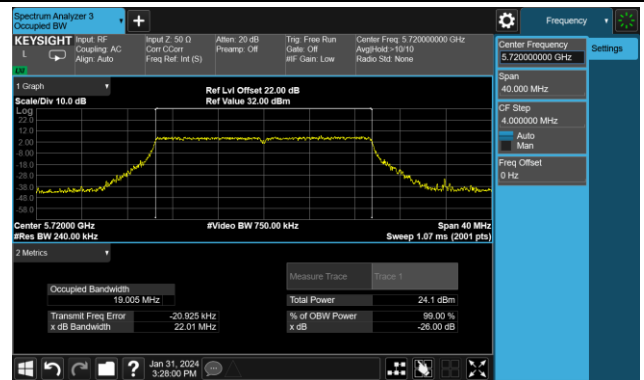 Spectrum Analyzer 3
Occupied BW
Frequency
KEYSIGHT
L
Input: RF
Coupling: AC
Align: Auto
Input Z: 50 Ω
Corr CCorr
Freq Ref: Int (S)
Atten: 20 dB
Preamp: Off
Trig: Free Run
Gate: Off
#IF Gain: Low
Center Freq: 5.720000000 GHz
Avg|Hold:>10/10
Radio Std: None
LW
Center Frequency
5.720000000 GHz
Settings
Span
40.000 MHz
CF Step
4.000000 MHz
Auto
Man
Freq Offset
0 Hz
1 Graph
Scale/Div 10.0 dB
Ref Lvl Offset 22.00 dB
Ref Value 32.00 dBm
Log
22.0
12.0
2.00
-8.00
-18.0
-28.0
-38.0
-48.0
-58.0
Center 5.72000 GHz
#Res BW 240.00 kHz
#Video BW 750.00 kHz
Span 40 MHz
Sweep 1.07 ms (2001 pts)
2 Metrics
Measure Trace
Trace 1
Occupied Bandwidth
19.005 MHz
Total Power
24.1 dBm
Transmit Freq Error
-20.925 kHz
% of OBW Power
99.00 %
x dB Bandwidth
22.01 MHz
x dB
-26.00 dB
?
Jan 31, 2024
3:28:00 PM